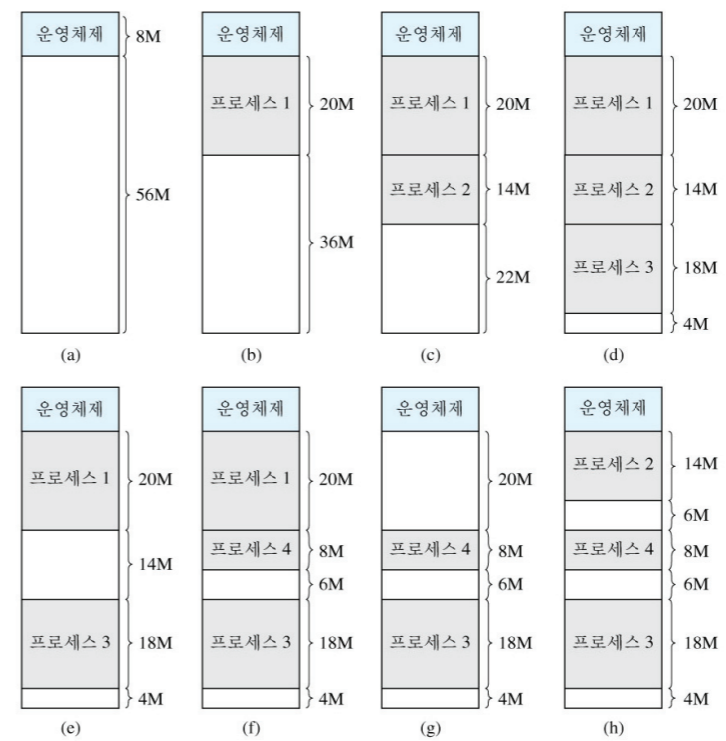 운영체제
8M
56M
(a)
운영체제
프로세스 1
20M
36M
(b)
운영체제
프로세스 1
20M
프로세스 2
14M
22M
(c)
운영체제
프로세스 1
20M
프로세스 2
14M
프로세스 3
18M
4M
(d)
운영체제
프로세스 1
20M
14M
프로세스 3
18M
4M
(e)
운영체제
프로세스 1
20M
프로세스 4
8M
6M
프로세스 3
18M
4M
(f)
운영체제
20M
프로세스 4
8M
6M
프로세스 3
18M
4M
(g)
운영체제
프로세스 2
14M
6M
프로세스 4
8M
6M
프로세스 3
18M
4M
(h)